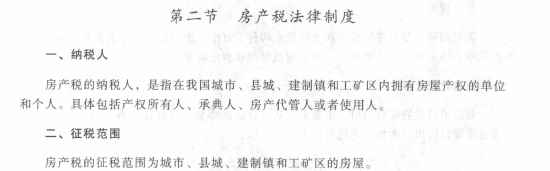 第二节　房产税法律制度
一、纳税人
房产税的纳税人，是指在我国城市、县城、建制镇和工矿区内拥有房屋产权的单位
和个人。具体包括产权所有人、承典人、房产代管人或者使用人。
二、征税范围
房产税的征税范围为城市、县城、建制镇和工矿区的房屋。